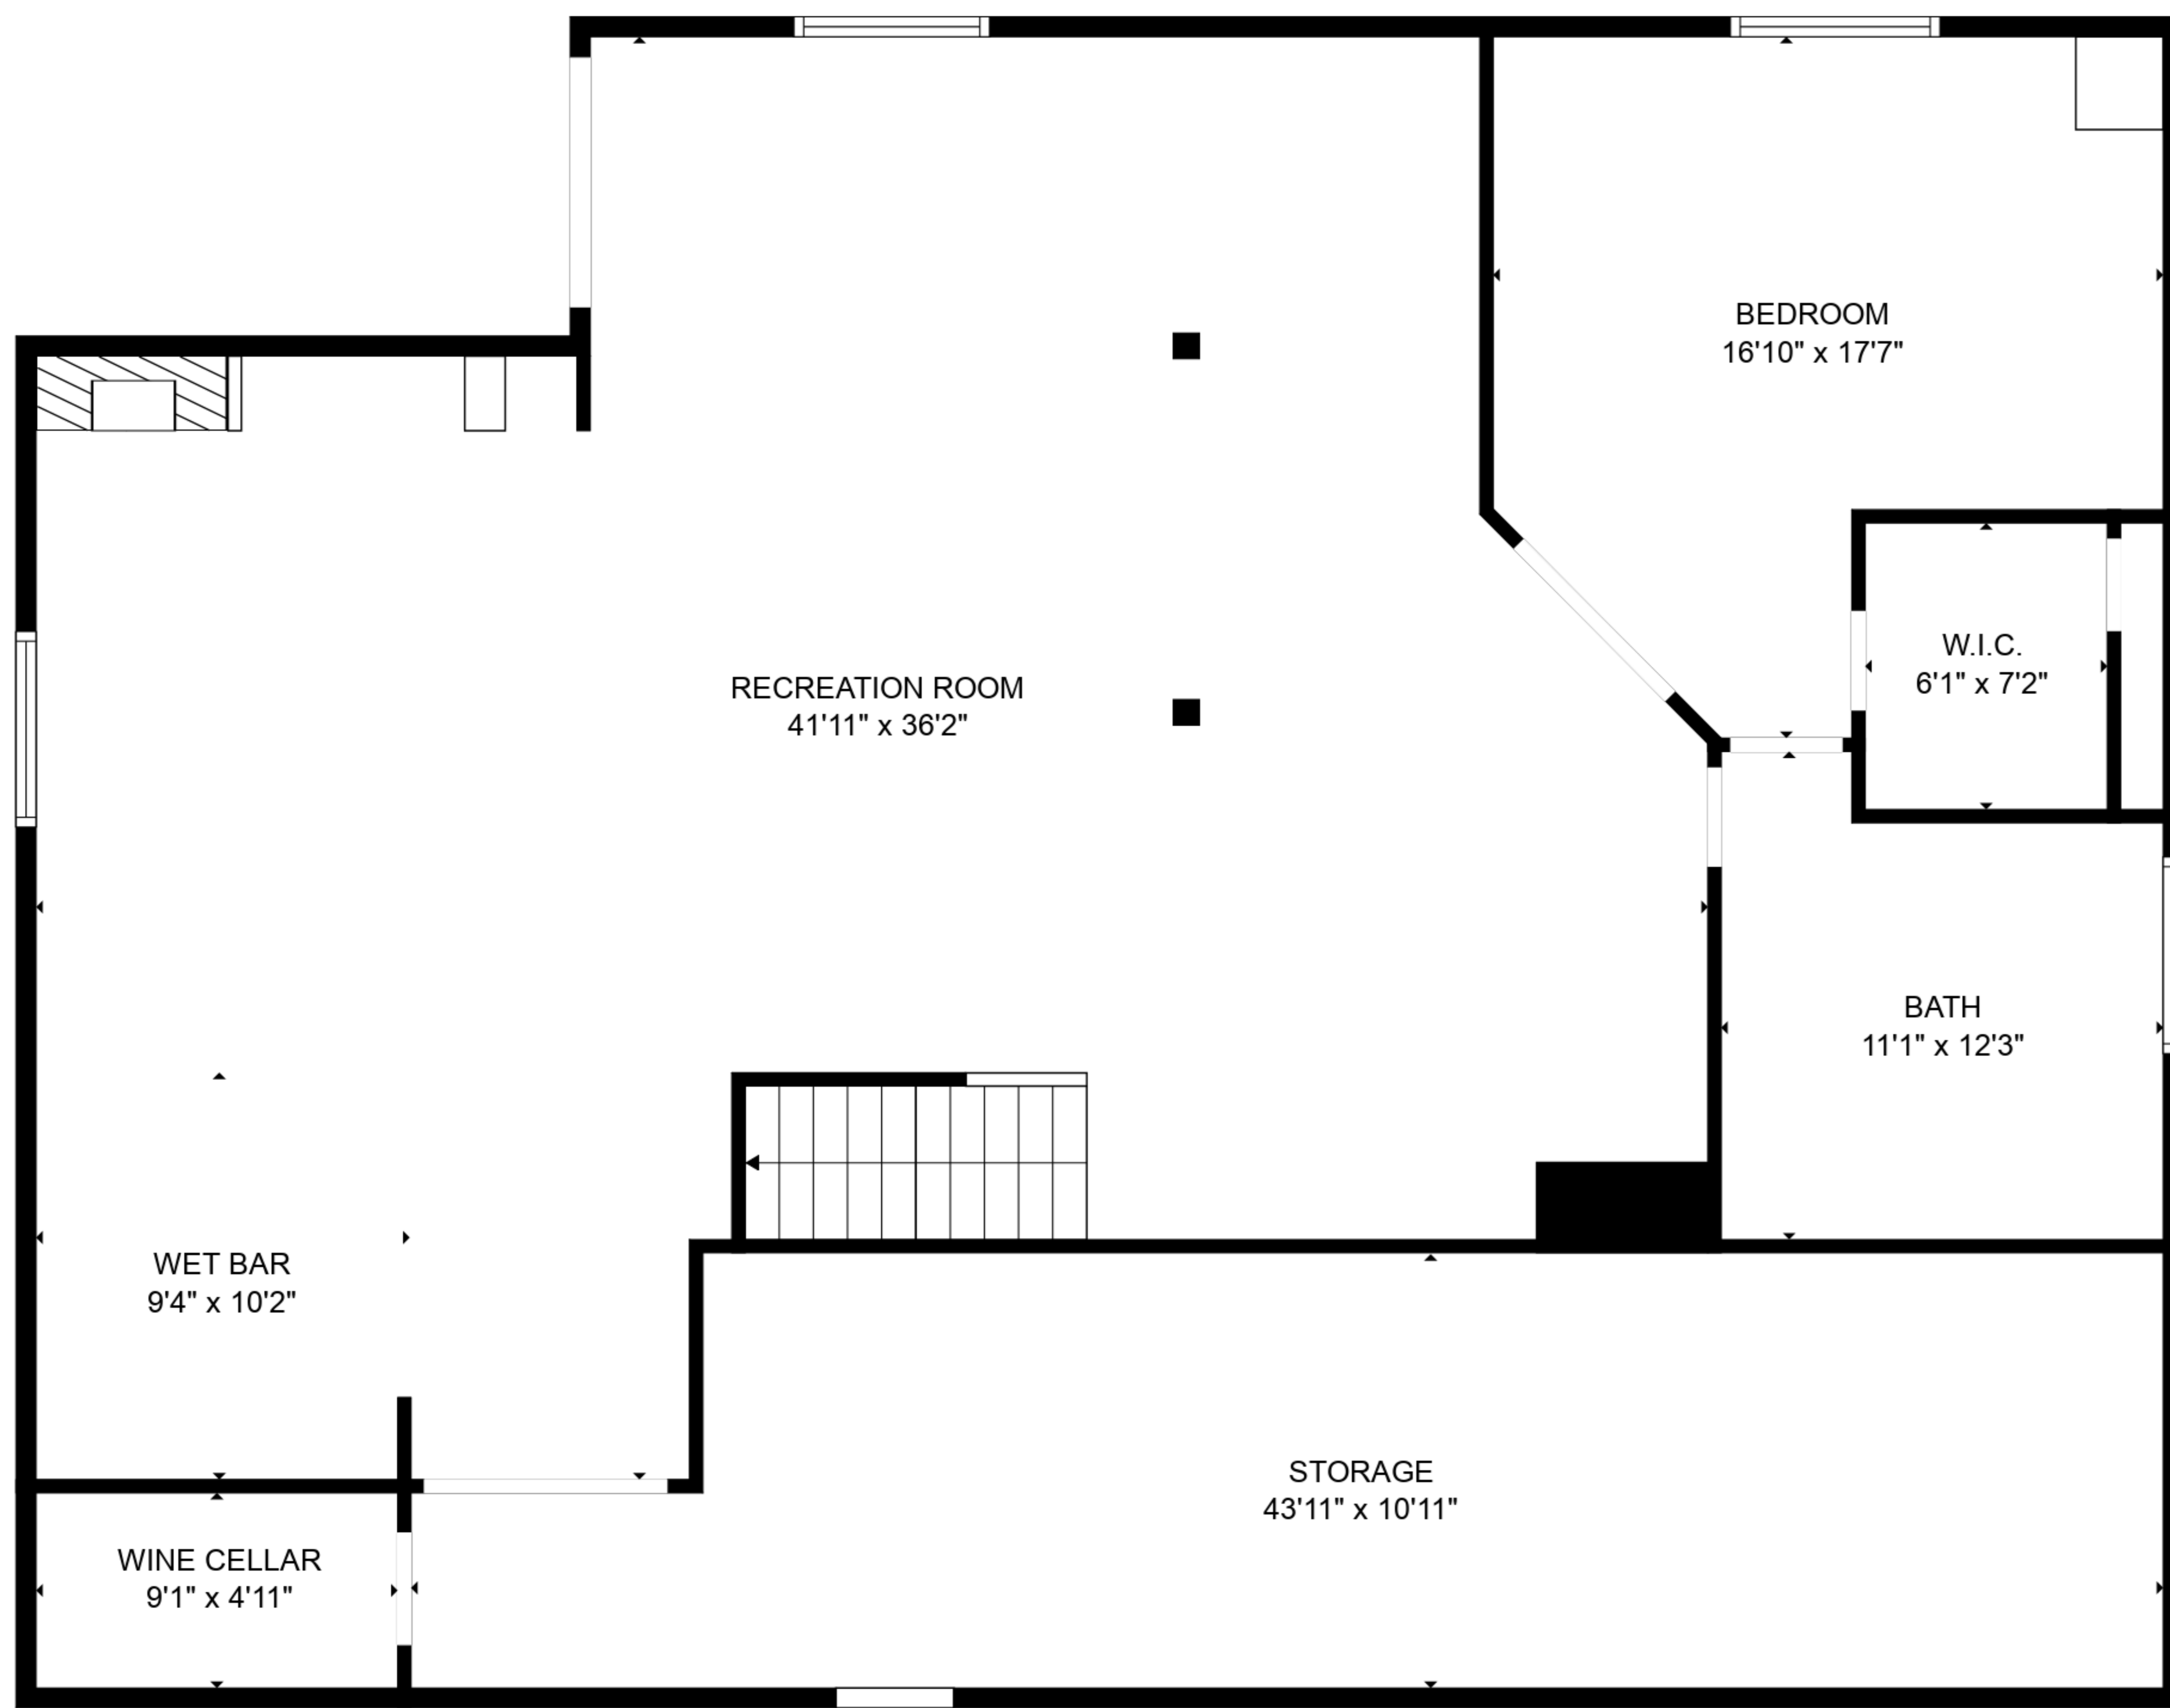 BEDROOM
16'10" x 17'7"
W.I.C.
6'1" x 7'2"
RECREATION ROOM
41'11" x 36'2"
BATH
11'1" x 12'3"
WET BAR
9'4" x 10'2"
STORAGE
43'11" x 10'11"
WINE CELLAR
9'1" x 4'11"